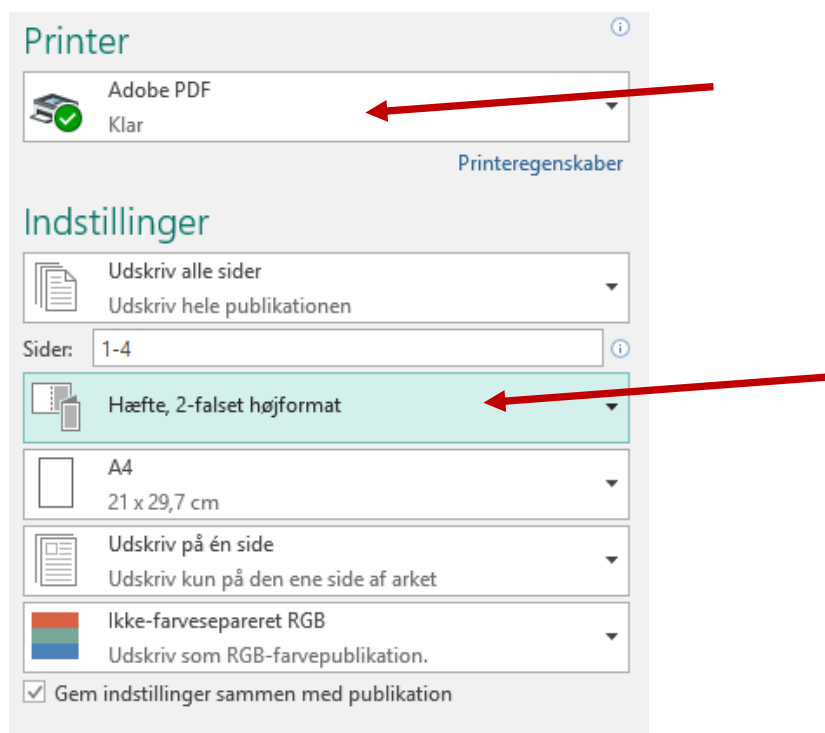 Printer
Adobe PDF
Klar
Printeregenskaber
Indstillinger
Udskriv alle sider
Udskriv hele publikationen
Sider: 1-4
Hæfte, 2-falset højformat
A4
21 x 29,7 cm
Udskriv på én side
Udskriv kun på den ene side af arket
Ikke-farvesepareret RGB
Udskriv som RGB-farvepublikation.
Gem indstillinger sammen med publikation